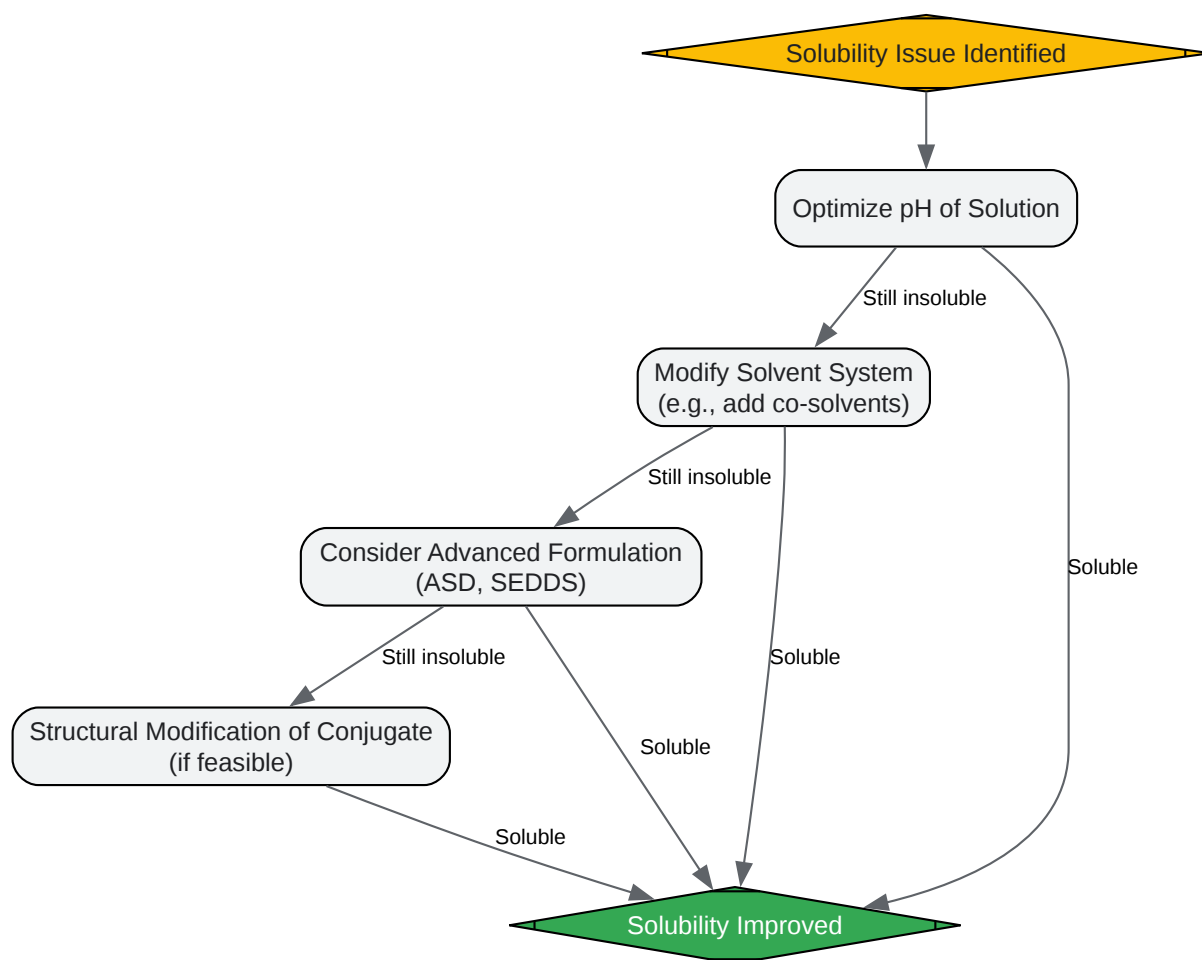 Solubility Issue Identified
Optimize pH of Solution
Still insoluble
Modify Solvent System
(e.g., add co-solvents)
Still insoluble
Consider Advanced Formulation
(ASD, SEDDS)
Soluble
Still insoluble
Soluble
Structural Modification of Conjugate
(if feasible)
Soluble
Soluble
Solubility Improved